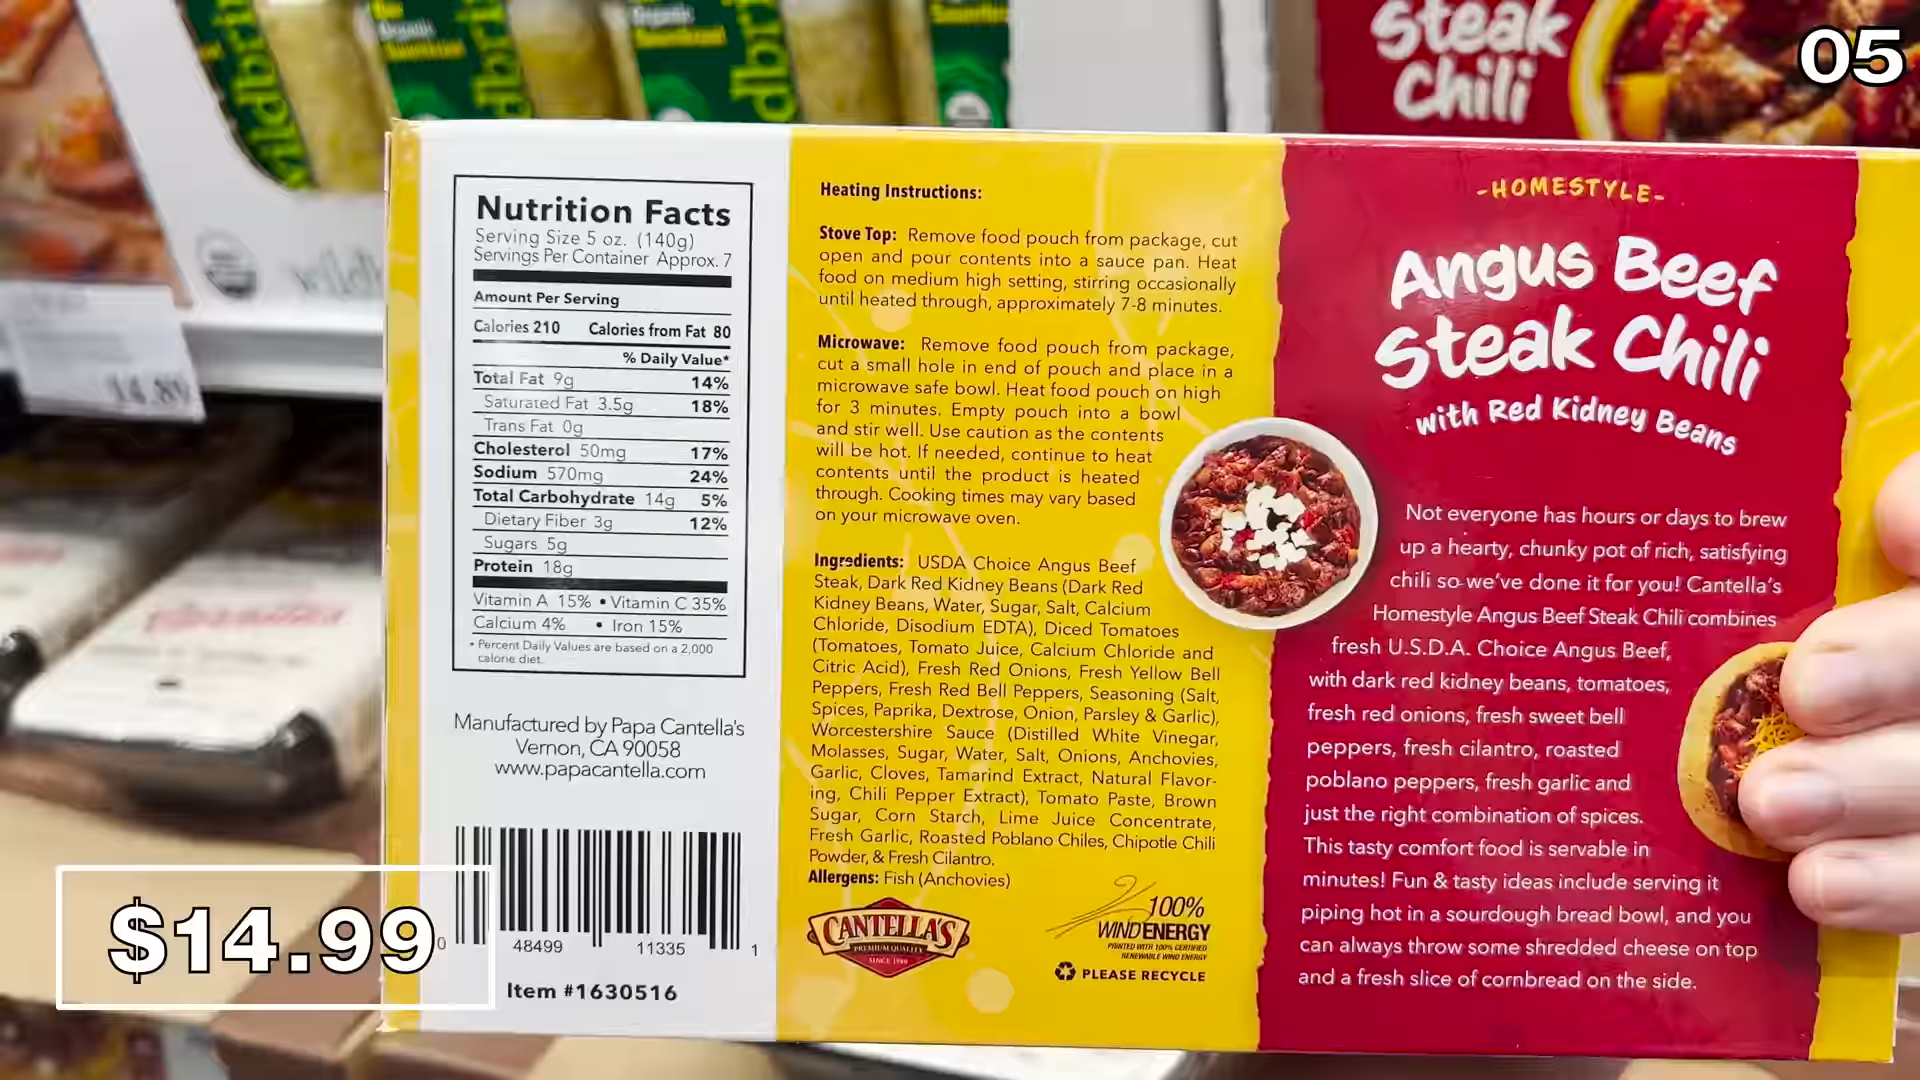 Organic
Organic
Steak
Chili
05
Nutrition Facts
Serving Size 5 oz. (140g)
Servings Per Container Approx. 7
Amount Per Serving
Calories 210 Calories from Fat 80
% Daily Value*
Total Fat 9g 14%
Saturated Fat 3.5g 18%
Trans Fat 0g
Cholesterol 50mg 17%
Sodium 570mg 24%
Total Carbohydrate 14g 5%
Dietary Fiber 3g 12%
Sugars 5g
Protein 18g
Vitamin A 15% • Vitamin C 35%
Calcium 4% • Iron 15%
* Percent Daily Values are based on a 2,000
calorie diet.
Manufactured by Papa Cantella's
Vernon, CA 90058
www.papacantella.com
0 48499 11335 1
Item #1630516
$14.99
Heating Instructions:
Stove Top: Remove food pouch from package, cut
open and pour contents into a sauce pan. Heat
food on medium high setting, stirring occasionally
until heated through, approximately 7-8 minutes.
Microwave: Remove food pouch from package,
cut a small hole in end of pouch and place in a
microwave safe bowl. Heat food pouch on high
for 3 minutes. Empty pouch into a bowl
and stir well. Use caution as the contents
will be hot. If needed, continue to heat
contents until the product is heated
through. Cooking times may vary based
on your microwave oven.
Ingredients: USDA Choice Angus Beef
Steak, Dark Red Kidney Beans (Dark Red
Kidney Beans, Water, Sugar, Salt, Calcium
Chloride, Disodium EDTA), Diced Tomatoes
(Tomatoes, Tomato Juice, Calcium Chloride and
Citric Acid), Fresh Red Onions, Fresh Yellow Bell
Peppers, Fresh Red Bell Peppers, Seasoning (Salt,
Spices, Paprika, Dextrose, Onion, Parsley & Garlic),
Worcestershire Sauce (Distilled White Vinegar,
Molasses, Sugar, Water, Salt, Onions, Anchovies,
Garlic, Cloves, Tamarind Extract, Natural Flavor-
ing, Chili Pepper Extract), Tomato Paste, Brown
Sugar, Corn Starch, Lime Juice Concentrate,
Fresh Garlic, Roasted Poblano Chiles, Chipotle Chili
Powder, & Fresh Cilantro.
Allergens: Fish (Anchovies)
CANTELLA'S
PREMIUM QUALITY
SINCE 1980
100%
WIND ENERGY
PRINTED WITH 100% CERTIFIED
RENEWABLE WIND ENERGY
PLEASE RECYCLE
-HOMESTYLE-
Angus Beef
Steak Chili
with Red Kidney Beans
Not everyone has hours or days to brew
up a hearty, chunky pot of rich, satisfying
chili so we've done it for you! Cantella's
Homestyle Angus Beef Steak Chili combines
fresh U.S.D.A. Choice Angus Beef,
with dark red kidney beans, tomatoes,
fresh red onions, fresh sweet bell
peppers, fresh cilantro, roasted
poblano peppers, fresh garlic and
just the right combination of spices.
This tasty comfort food is servable in
minutes! Fun & tasty ideas include serving it
piping hot in a sourdough bread bowl, and you
can always throw some shredded cheese on top
and a fresh slice of cornbread on the side.